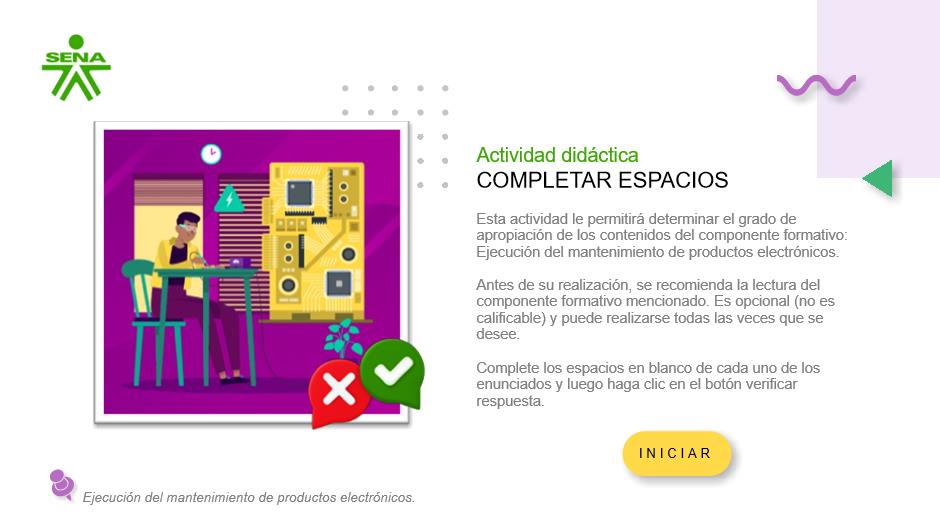 SENA
Actividad didáctica
COMPLETAR ESPACIOS
Esta actividad le permitirá determinar el grado de
apropiación de los contenidos del componente formativo:
Ejecución del mantenimiento de productos electrónicos.
Antes de su realización, se recomienda la lectura del
componente formativo mencionado. Es opcional (no es
calificable) y puede realizarse todas las veces que se
desee.
Complete los espacios en blanco de cada uno de los
enunciados y luego haga clic en el botón verificar
respuesta.
INICIAR
Ejecución del mantenimiento de productos electrónicos.